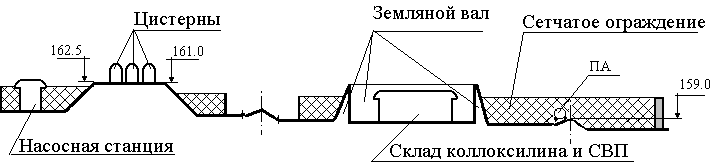 Цистерны
Земляной вал
Сетчатое ограждение
162.5
161.0
ПА
159.0
Насосная станция
Склад коллоксилина и СВП